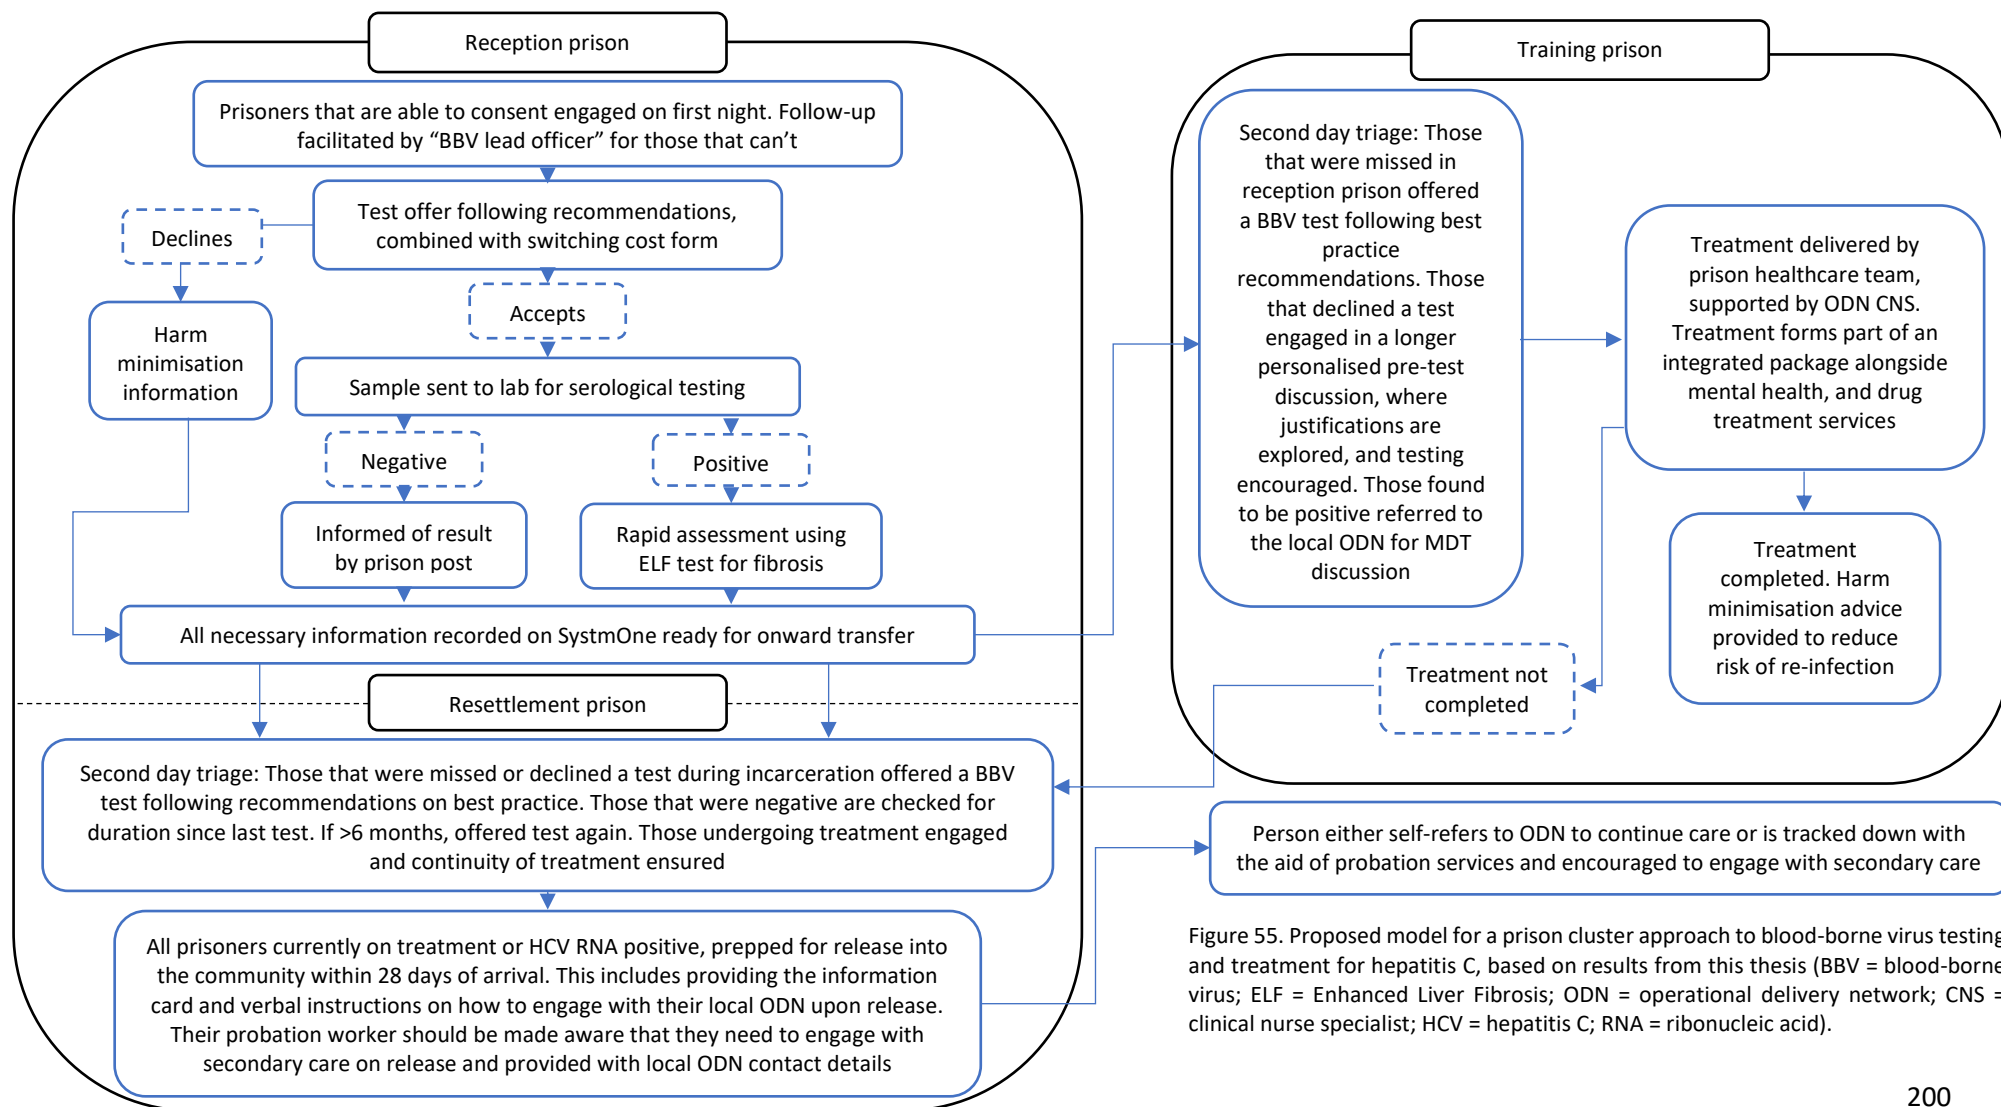 Reception prison
Prisoners that are able to consent engaged on first night. Follow-up
facilitated by “BBV lead officer” for those that can’t
Test offer following recommendations,
combined with switching cost form
Declines
Accepts
Harm
minimisation
information
Sample sent to lab for serological testing
Negative
Positive
Informed of result
by prison post
Rapid assessment using
ELF test for fibrosis
All necessary information recorded on SystmOne ready for onward transfer
Resettlement prison
Second day triage: Those that were missed or declined a test during incarceration offered a BBV
test following recommendations on best practice. Those that were negative are checked for
duration since last test. If >6 months, offered test again. Those undergoing treatment engaged
and continuity of treatment ensured
All prisoners currently on treatment or HCV RNA positive, prepped for release into
the community within 28 days of arrival. This includes providing the information
card and verbal instructions on how to engage with their local ODN upon release.
Their probation worker should be made aware that they need to engage with
secondary care on release and provided with local ODN contact details
Training prison
Second day triage: Those
that were missed in
reception prison offered
a BBV test following best
practice
recommendations. Those
that declined a test
engaged in a longer
personalised pre-test
discussion, where
justifications are
explored, and testing
encouraged. Those found
to be positive referred to
the local ODN for MDT
discussion
Treatment delivered by
prison healthcare team,
supported by ODN CNS.
Treatment forms part of an
integrated package alongside
mental health, and drug
treatment services
Treatment
completed. Harm
minimisation advice
provided to reduce
risk of re-infection
Treatment not
completed
Person either self-refers to ODN to continue care or is tracked down with
the aid of probation services and encouraged to engage with secondary care
Figure 55. Proposed model for a prison cluster approach to blood-borne virus testing
and treatment for hepatitis C, based on results from this thesis (BBV = blood-borne
virus; ELF = Enhanced Liver Fibrosis; ODN = operational delivery network; CNS =
clinical nurse specialist; HCV = hepatitis C; RNA = ribonucleic acid).
200